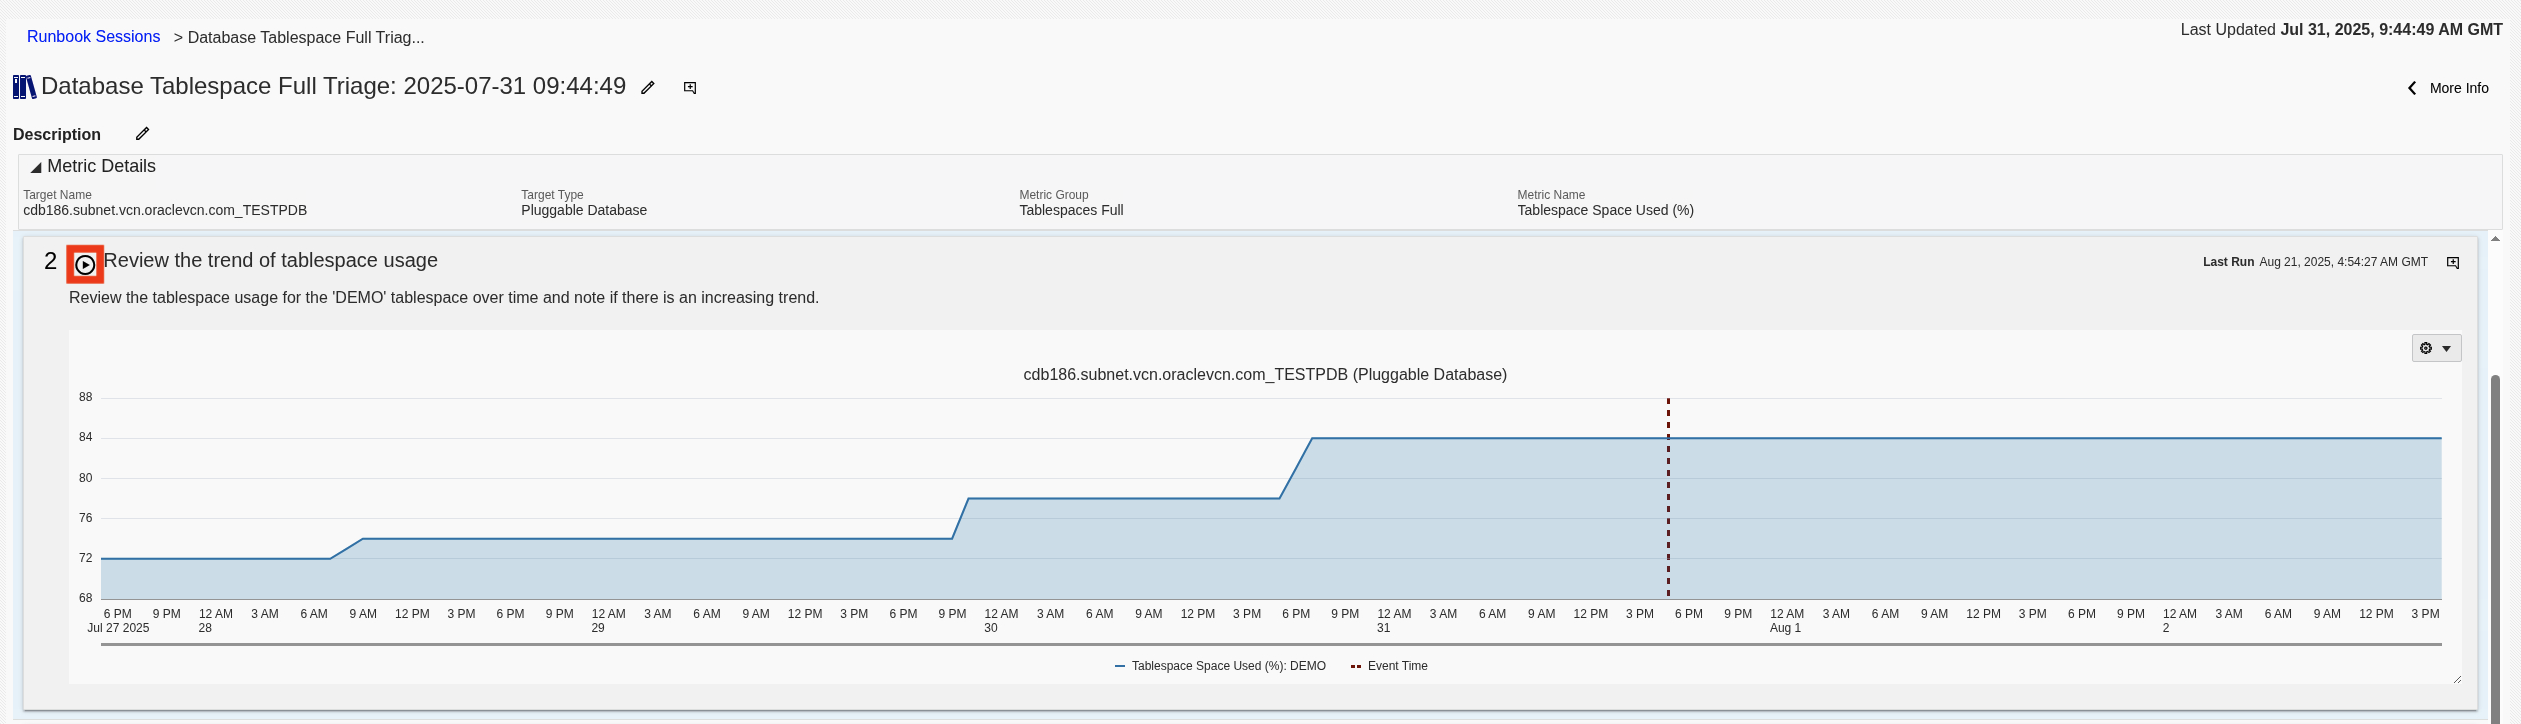 Last Updated Jul 31, 2025, 9:44:49 AM GMT
Runbook Sessions > Database Tablespace Full Triag...
Database Tablespace Full Triage: 2025-07-31 09:44:49
More Info
Description
Metric Details
Target Name Target Type Metric Group Metric Name
cdb186.subnet.vcn.oraclevcn.com_TESTPDB Pluggable Database Tablespaces Full Tablespace Space Used (%)
2 Review the trend of tablespace usage Last Run Aug 21, 2025, 4:54:27 AM GMT
Review the tablespace usage for the 'DEMO' tablespace over time and note if there is an increasing trend.
cdb186.subnet.vcn.oraclevcn.com_TESTPDB (Pluggable Database)
88
84
80
76
72
68
6 PM 9 PM 12 AM 3 AM 6 AM 9 AM 12 PM 3 PM 6 PM 9 PM 12 AM 3 AM 6 AM 9 AM 12 PM 3 PM 6 PM 9 PM 12 AM 3 AM 6 AM 9 AM 12 PM 3 PM 6 PM 9 PM 12 AM 3 AM 6 AM 9 AM 12 PM 3 PM 6 PM 9 PM 12 AM 3 AM 6 AM 9 AM 12 PM 3 PM 6 PM 9 PM 12 AM 3 AM 6 AM 9 AM 12 PM 3 PM
Jul 27 2025 28 29 30 31 Aug 1 2
Tablespace Space Used (%): DEMO Event Time